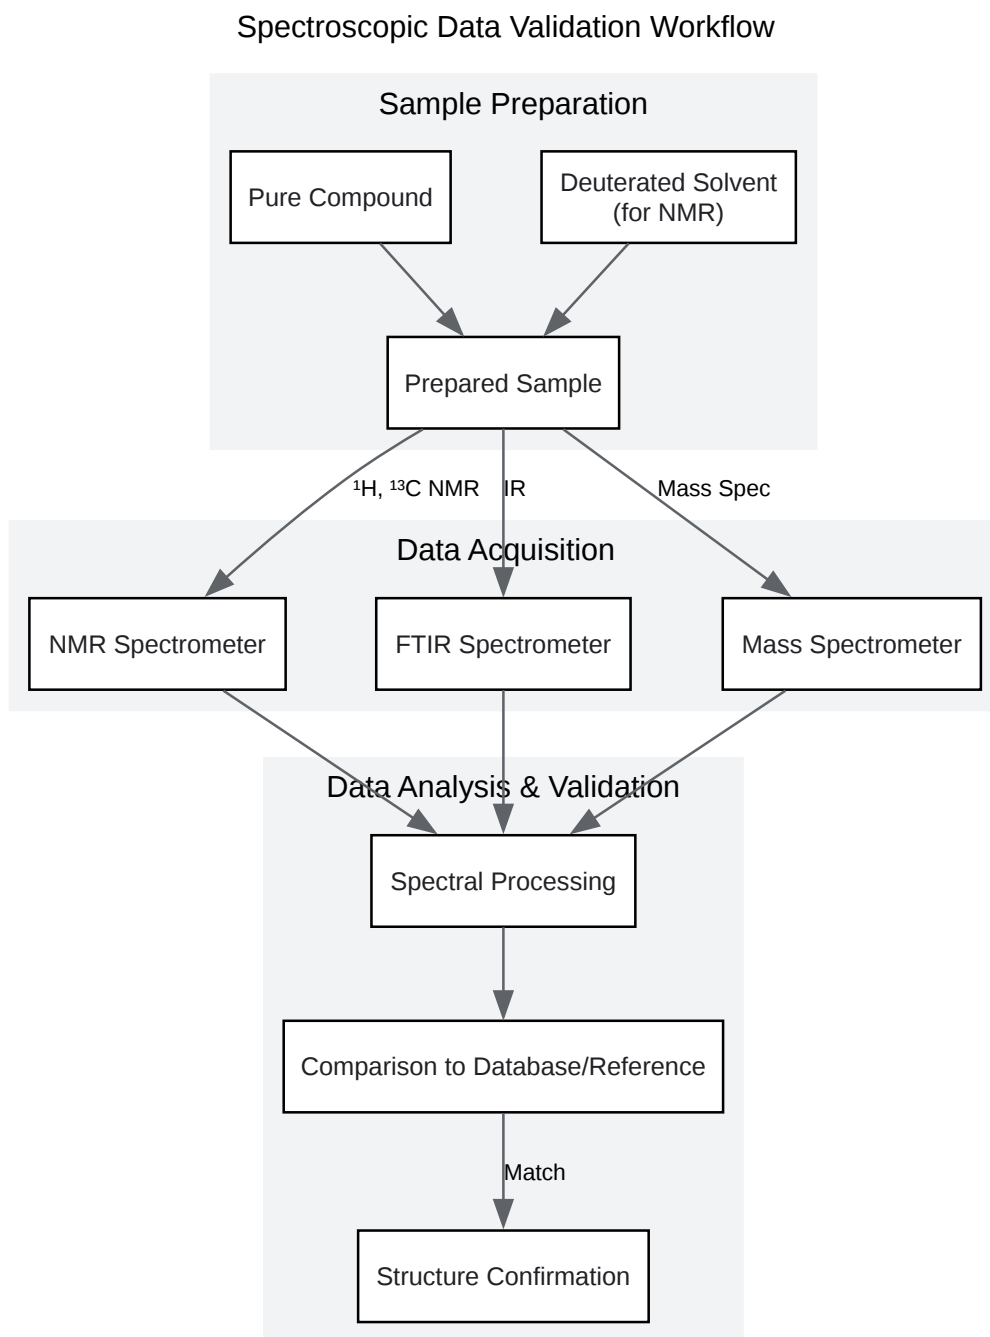 Spectroscopic Data Validation Workflow
Sample Preparation
Pure Compound
Deuterated Solvent
(for NMR)
Prepared Sample
¹H, ¹³C NMR
IR
Mass Spec
Data Acquisition
NMR Spectrometer
FTIR Spectrometer
Mass Spectrometer
Data Analysis & Validation
Spectral Processing
Comparison to Database/Reference
Match
Structure Confirmation